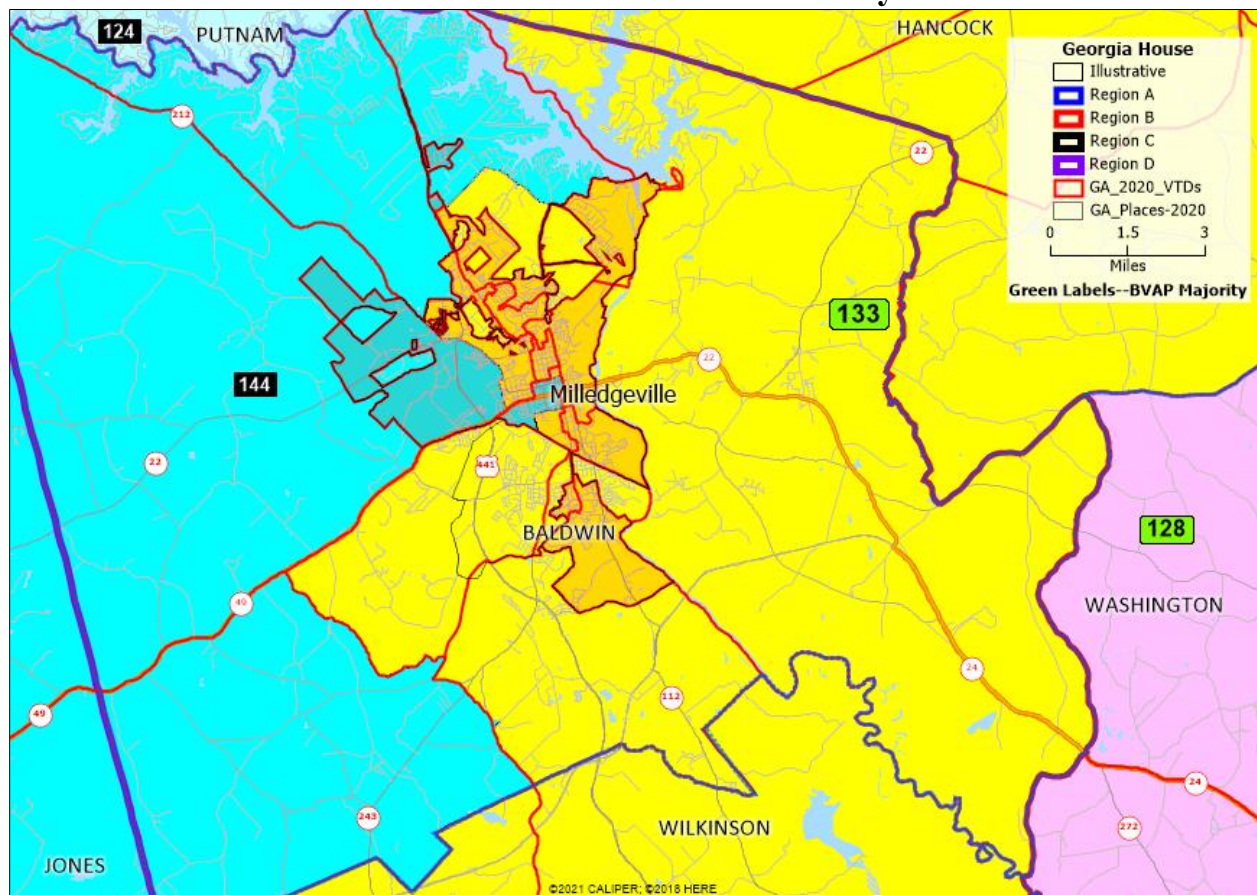 124
PUTNAM
HANCOCK
Georgia House
Illustrative
Region A
Region B
Region C
Region D
GA_2020_VTDs
GA_Places-2020
0 1.5 3
Miles
Green Labels--BVAP Majority
212
22
133
22
144
Milledgeville
22
441
BALDWIN
128
WASHINGTON
49
24
112
49
24
243
WILKINSON
272
JONES
©2021 CALIPER; ©2018 HERE